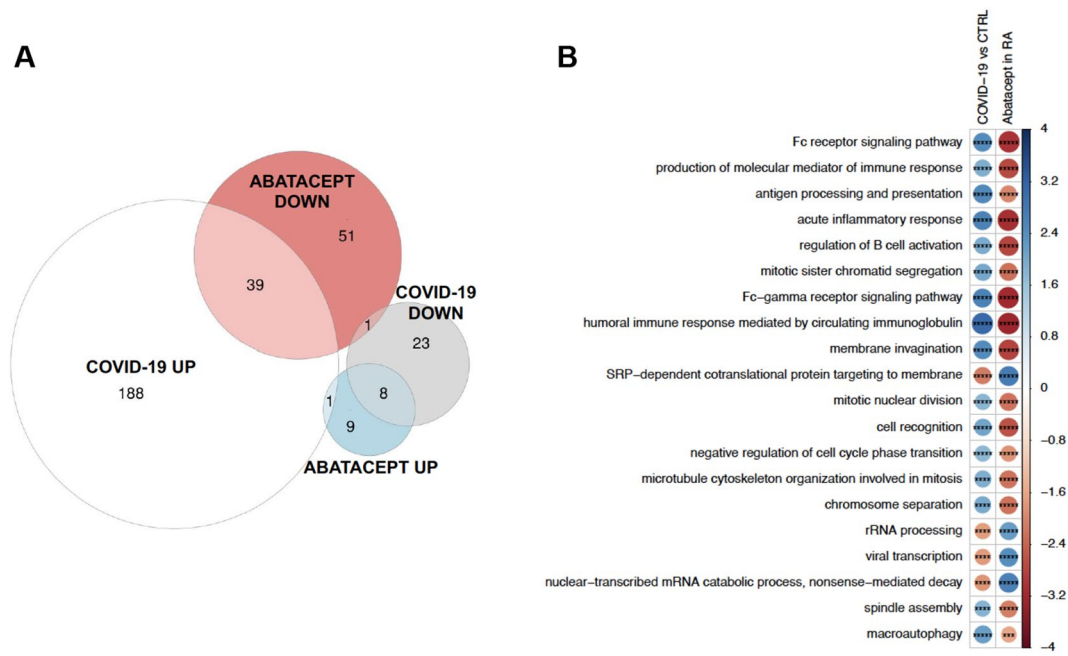 A
B
COVID-19 vs CTRL
Abatacept in RA
ABATACEPT
DOWN
51
39
COVID-19
DOWN
1
23
COVID-19 UP
188
1
8
9
ABATACEPT UP
Fc receptor signaling pathway
production of molecular mediator of immune response
antigen processing and presentation
acute inflammatory response
regulation of B cell activation
mitotic sister chromatid segregation
Fc-gamma receptor signaling pathway
humoral immune response mediated by circulating immunoglobulin
membrane invagination
SRP-dependent cotranslational protein targeting to membrane
mitotic nuclear division
cell recognition
negative regulation of cell cycle phase transition
microtubule cytoskeleton organization involved in mitosis
chromosome separation
rRNA processing
viral transcription
nuclear-transcribed mRNA catabolic process, nonsense-mediated decay
spindle assembly
macroautophagy
4
3.2
2.4
1.6
0.8
0
-0.8
-1.6
-2.4
-3.2
-4